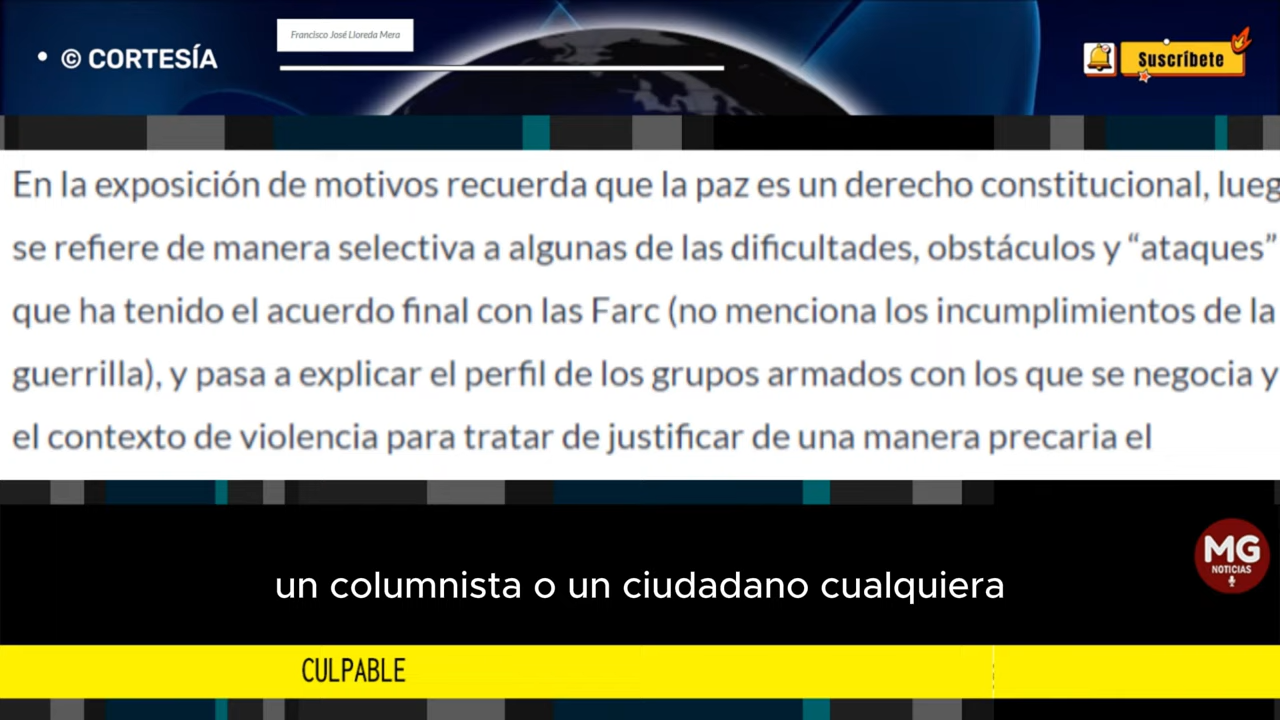 • © CORTESÍA
Francisco José Lloreda Mera
Suscríbete
En la exposición de motivos recuerda que la paz es un derecho constitucional, lueg
se refiere de manera selectiva a algunas de las dificultades, obstáculos y “ataques”
que ha tenido el acuerdo final con las Farc (no menciona los incumplimientos de la
guerrilla), y pasa a explicar el perfil de los grupos armados con los que se negocia y
el contexto de violencia para tratar de justificar de una manera precaria el
MG
NOTICIAS
un columnista o un ciudadano cualquiera
CULPABLE